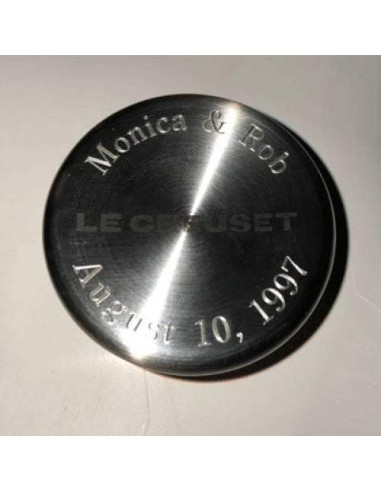 Monica & Rob
LE CREUSET
August 10, 1997